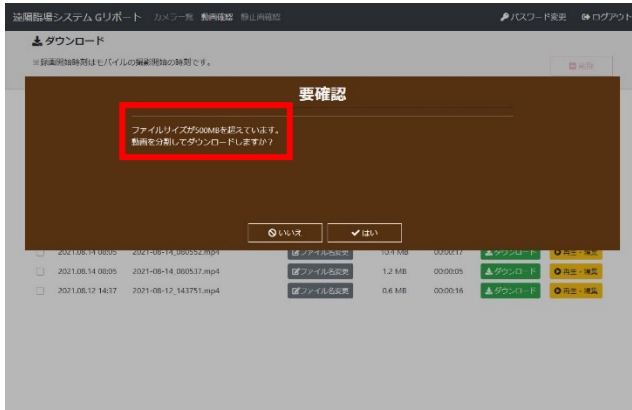 遠隔臨場システム Gリポート カメラ一覧 動画確認 静止画確認 パスワード変更 ログアウト
ダウンロード
※録画開始時刻はモバイルの撮影開始の時刻です。
削除
要確認
ファイルサイズが500MBを超えています。
動画を分割してダウンロードしますか？
いいえ はい
2021.08.14 08:05 2021-08-14_080552.mp4 ファイル名変更 10.4 MB 00:00:17 ダウンロード 再生・編集
2021.08.14 08:05 2021-08-14_080537.mp4 ファイル名変更 1.2 MB 00:00:05 ダウンロード 再生・編集
2021.08.12 14:37 2021-08-12_143751.mp4 ファイル名変更 0.6 MB 00:00:16 ダウンロード 再生・編集